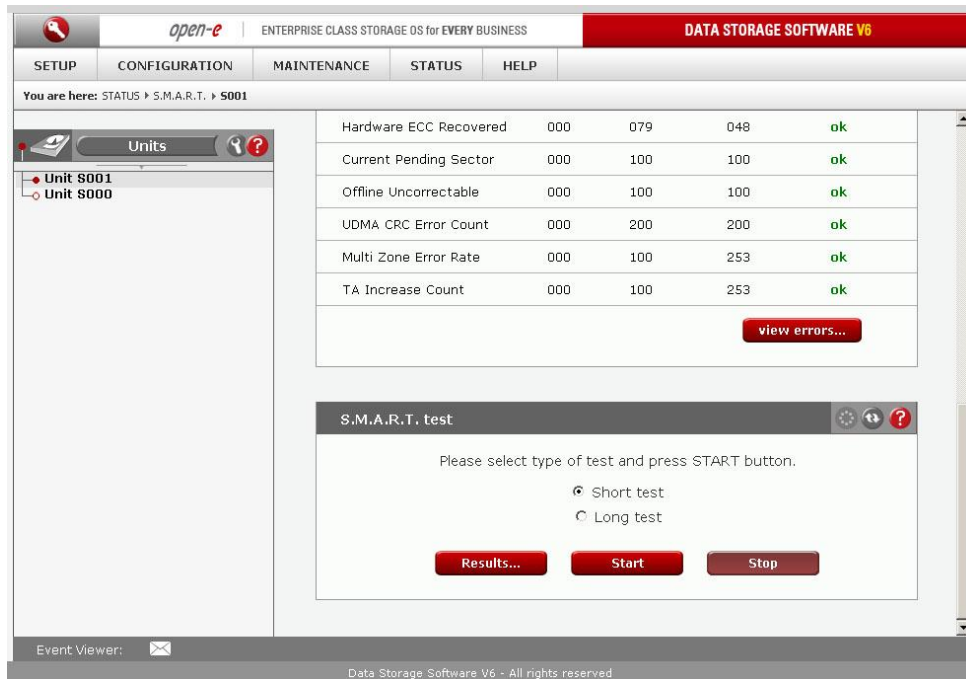 open-e ENTERPRISE CLASS STORAGE OS for EVERY BUSINESS DATA STORAGE SOFTWARE V6
SETUP CONFIGURATION MAINTENANCE STATUS HELP
You are here: STATUS S.M.A.R.T. S001
Units
Unit S001
Unit S000
Hardware ECC Recovered 000 079 048 ok
Current Pending Sector 000 100 100 ok
Offline Uncorrectable 000 100 100 ok
UDMA CRC Error Count 000 200 200 ok
Multi Zone Error Rate 000 100 253 ok
TA Increase Count 000 100 253 ok
view errors...
S.M.A.R.T. test
Please select type of test and press START button.
Short test
Long test
Results... Start Stop
Event Viewer:
Data Storage Software V6 - All rights reserved